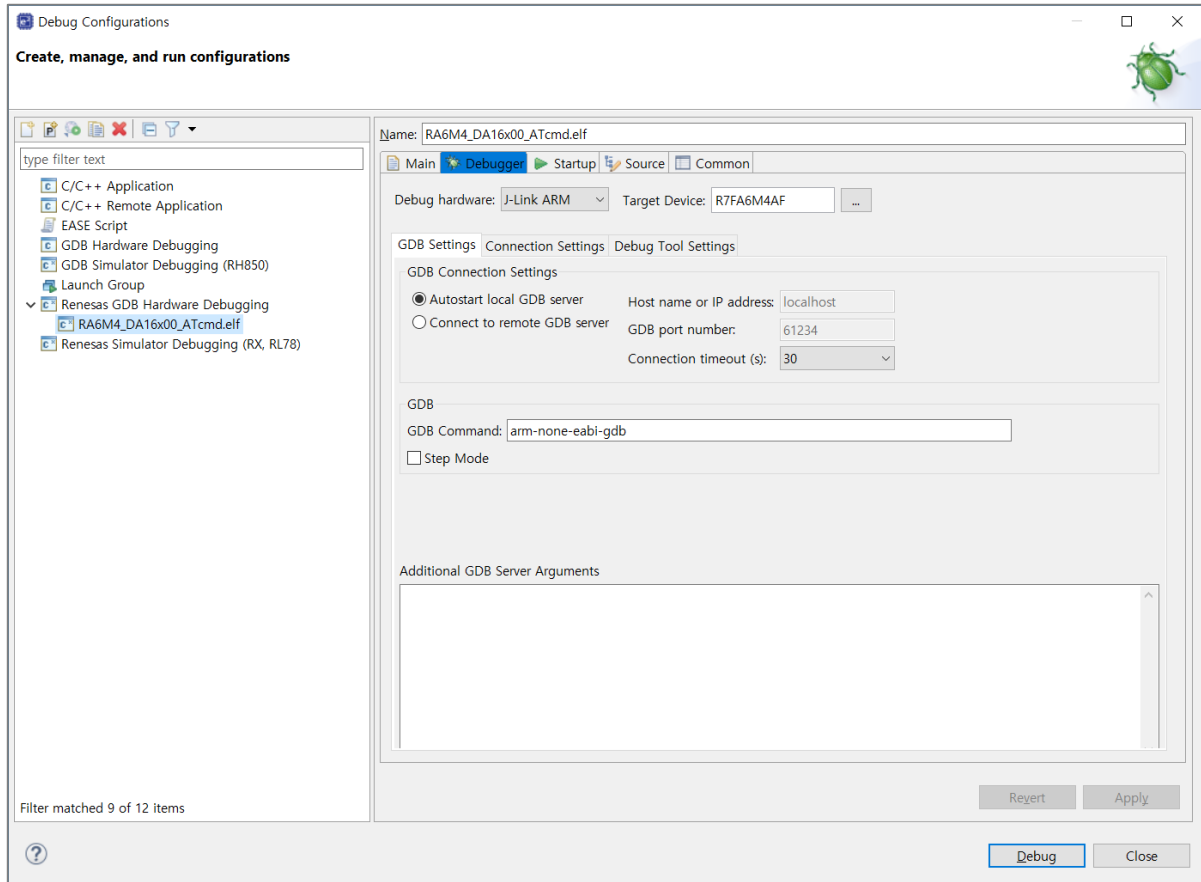 Debug Configurations
Create, manage, and run configurations
type filter text
C/C++ Application
C/C++ Remote Application
EASE Script
GDB Hardware Debugging
GDB Simulator Debugging (RH850)
Launch Group
Renesas GDB Hardware Debugging
RA6M4_DA16x00_ATcmd.elf
Renesas Simulator Debugging (RX, RL78)
Filter matched 9 of 12 items
Name: RA6M4_DA16x00_ATcmd.elf
Main Debugger Startup Source Common
Debug hardware: J-Link ARM Target Device: R7FA6M4AF ...
GDB Settings Connection Settings Debug Tool Settings
GDB Connection Settings
Autostart local GDB server Host name or IP address: localhost
Connect to remote GDB server GDB port number: 61234
Connection timeout (s): 30
GDB
GDB Command: arm-none-eabi-gdb
Step Mode
Additional GDB Server Arguments
Revert Apply
Debug Close